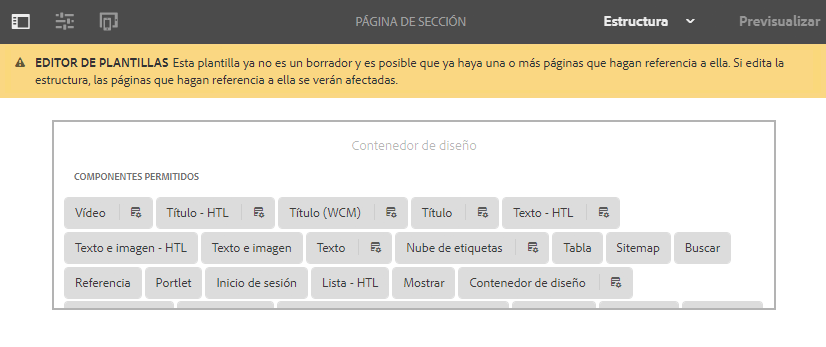 PÁGINA DE SECCIÓN Estructura Previsualizar
EDITOR DE PLANTILLAS Esta plantilla ya no es un borrador y es posible que ya haya una o más páginas que hagan referencia a ella. Si edita la
estructura, las páginas que hagan referencia a ella se verán afectadas.
Contenedor de diseño
COMPONENTES PERMITIDOS
Vídeo Título - HTL Título (WCM) Título Texto - HTL
Texto e imagen - HTL Texto e imagen Texto Nube de etiquetas Tabla Sitemap Buscar
Referencia Portlet Inicio de sesión Lista - HTL Mostrar Contenedor de diseño